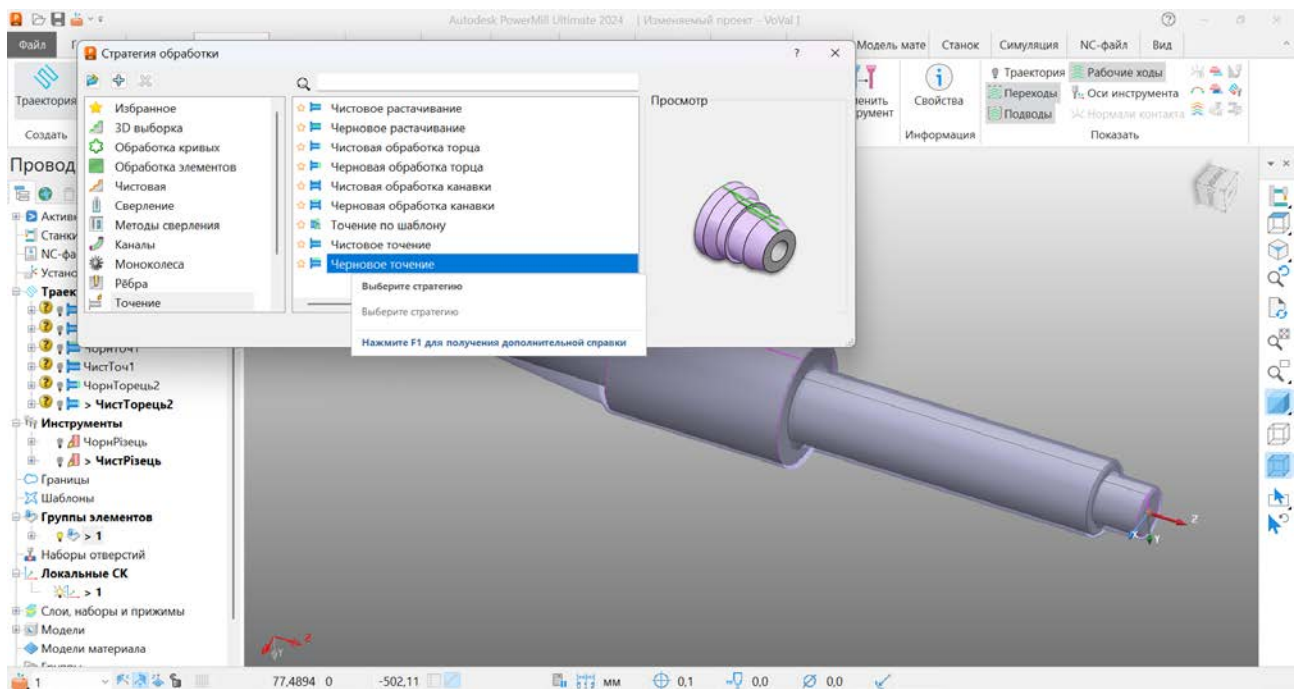 Autodesk PowerMill Ultimate 2024 | Изменяемый проект - VoVal ]
Файл
Модель мате Станок Симуляция NC-файл Вид
Стратегия обработки
Траектория
Создать
Избранное
3D выборка
Обработка кривых
Обработка элементов
Чистовая
Сверление
Методы сверления
Каналы
Моноколеса
Рёбра
Точение
Чистовое растачивание
Черновое растачивание
Чистовая обработка торца
Черновая обработка торца
Чистовая обработка канавки
Черновая обработка канавки
Точение по шаблону
Чистовое точение
Черновое точение
Просмотр
Выберите стратегию
Выберите стратегию
Нажмите F1 для получения дополнительной справки
Свойства
Информация
Траектория Рабочие ходы
Переходы Оси инструмента
Подводы Нормали контакта
Показать
ЧистТоч1
ЧорнТорець2
> ЧистТорець2
Инструменты
ЧорнРізець
> ЧистРізець
Границы
Шаблоны
Группы элементов
> 1
Наборы отверстий
Локальные СК
> 1
Слои, наборы и прижимы
Модели
Модели материала
Z
X
Y
Z
Y
1 77,4894 0 -502,11 мм 0,1 0,0 0,0